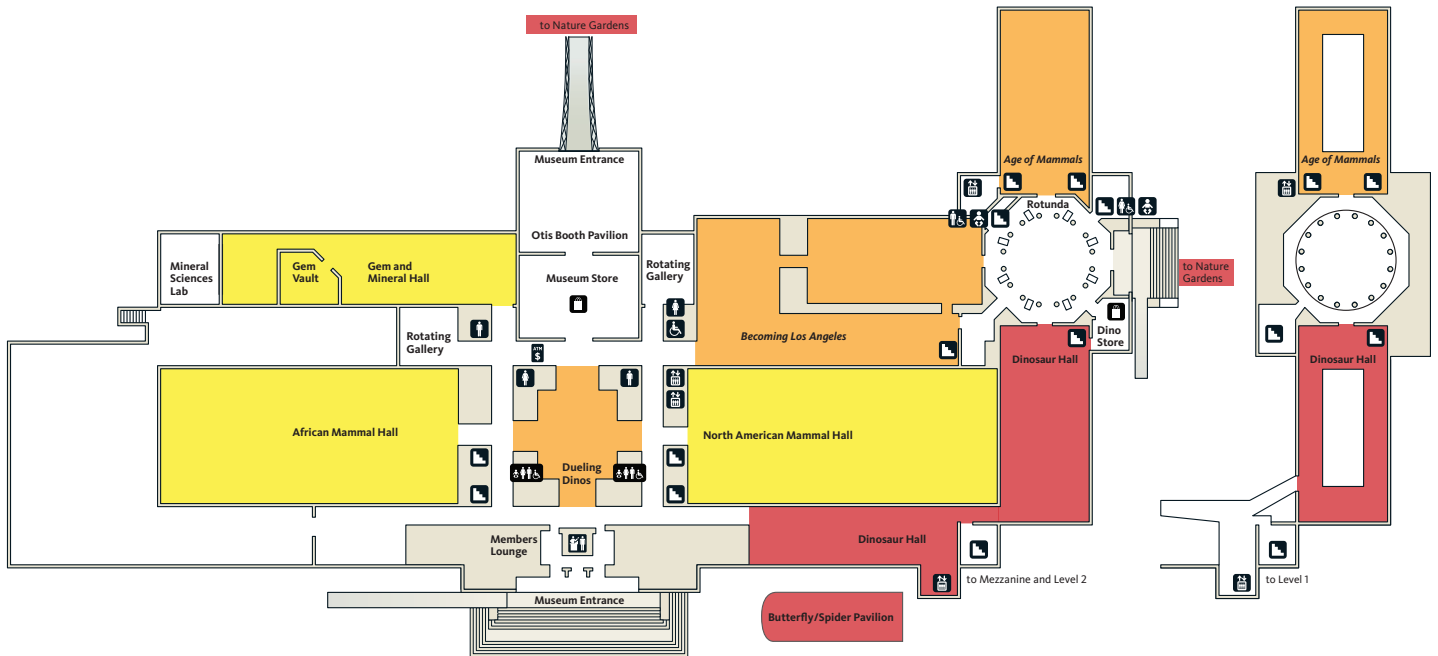 to Nature Gardens
Museum Entrance
Age of Mammals
Age of Mammals
Rotunda
Otis Booth Pavilion
Mineral
Sciences
Lab
Gem
Vault
Gem and
Mineral Hall
Museum Store
Rotating
Gallery
to Nature
Gardens
Rotating
Gallery
ATM
$
Becoming Los Angeles
Dino
Store
Dinosaur Hall
Dinosaur Hall
African Mammal Hall
North American Mammal Hall
Dueling
Dinos
Members
Lounge
Dinosaur Hall
to Mezzanine and Level 2
to Level 1
Museum Entrance
Butterfly/Spider Pavilion